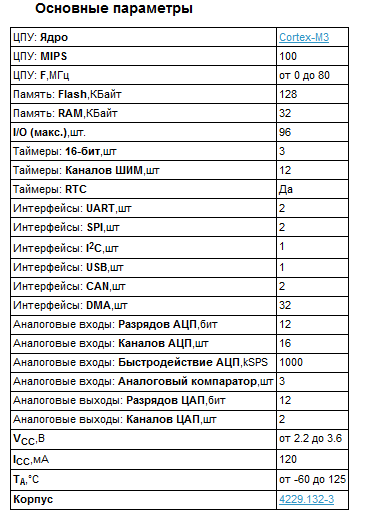 Основные параметры
ЦПУ: Ядро Cortex-M3
ЦПУ: MIPS 100
ЦПУ: F,МГц от 0 до 80
Память: Flash,КБайт 128
Память: RAM,КБайт 32
I/O (макс.),шт. 96
Таймеры: 16-бит,шт 3
Таймеры: Каналов ШИМ,шт 12
Таймеры: RTC Да
Интерфейсы: UART,шт 2
Интерфейсы: SPI,шт 2
Интерфейсы: I²C,шт 1
Интерфейсы: USB,шт 1
Интерфейсы: CAN,шт 2
Интерфейсы: DMA,шт 32
Аналоговые входы: Разрядов АЦП,бит 12
Аналоговые входы: Каналов АЦП,шт 16
Аналоговые входы: Быстродействие АЦП,kSPS 1000
Аналоговые входы: Аналоговый компаратор,шт 3
Аналоговые выходы: Разрядов ЦАП,бит 12
Аналоговые выходы: Каналов ЦАП,шт 2
VCC,В от 2.2 до 3.6
ICC,мА 120
TA,°C от -60 до 125
Корпус 4229.132-3